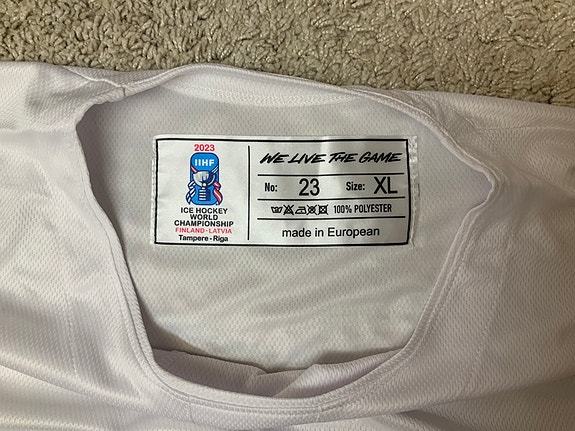 2023
IIHF
ICE HOCKEY
WORLD
CHAMPIONSHIP
FINLAND - LATVIA
Tampere - Riga
WE LIVE THE GAME
No: 23 Size: XL
100% POLYESTER
made in European